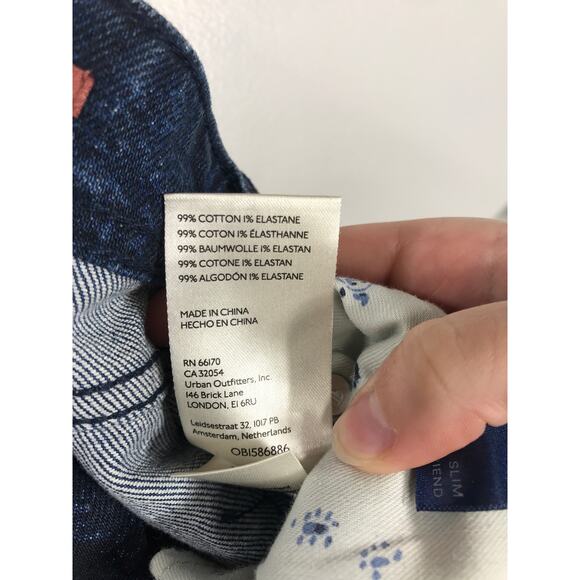 99% COTTON 1% ELASTANE
99% COTON 1% ÉLASTHANNE
99% BAUMWOLLE 1% ELASTAN
99% COTONE 1% ELASTAN
99% ALGODÓN 1% ELASTANE
MADE IN CHINA
HECHO EN CHINA
RN 66170
CA 32054
Urban Outfitters, Inc.
146 Brick Lane
LONDON, E1 6RU
Leidsestraat 32, 1017 PB
Amsterdam, Netherlands
OB1586886
SLIM